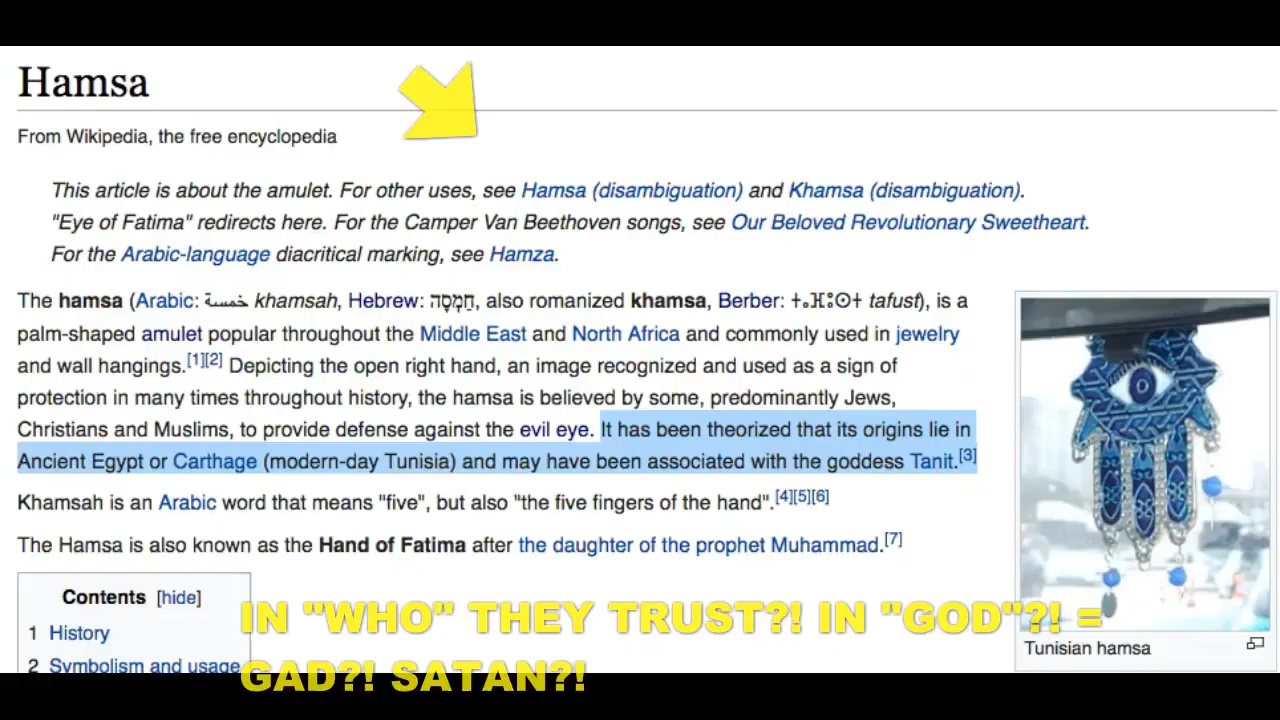 Hamsa
From Wikipedia, the free encyclopedia
This article is about the amulet. For other uses, see Hamsa (disambiguation) and Khamsa (disambiguation).
"Eye of Fatima" redirects here. For the Camper Van Beethoven songs, see Our Beloved Revolutionary Sweetheart.
For the Arabic-language diacritical marking, see Hamza.
The hamsa (Arabic: خمسة khamsah, Hebrew: חַמְסָה, also romanized khamsa, Berber: ⵜⴰⴼⵓⵙⵜ tafust), is a
palm-shaped amulet popular throughout the Middle East and North Africa and commonly used in jewelry
and wall hangings.[1][2] Depicting the open right hand, an image recognized and used as a sign of
protection in many times throughout history, the hamsa is believed by some, predominantly Jews,
Christians and Muslims, to provide defense against the evil eye. It has been theorized that its origins lie in
Ancient Egypt or Carthage (modern-day Tunisia) and may have been associated with the goddess Tanit.[3]
Khamsah is an Arabic word that means "five", but also "the five fingers of the hand".[4][5][6]
The Hamsa is also known as the Hand of Fatima after the daughter of the prophet Muhammad.[7]
Contents [hide]
1 History
2 Symbolism and usage
Tunisian hamsa
IN "WHO" THEY TRUST?! IN "GOD"?! =
GAD?! SATAN?!